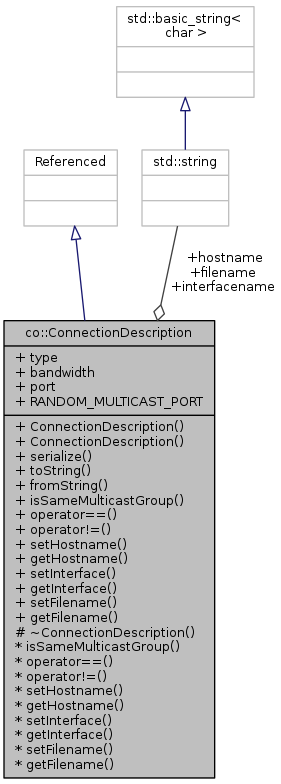 std::basic_string<
char >
Referenced
std::string
+hostname
+filename
+interfacename
co::ConnectionDescription
+ type
+ bandwidth
+ port
+ RANDOM_MULTICAST_PORT
+ ConnectionDescription()
+ ConnectionDescription()
+ serialize()
+ toString()
+ fromString()
+ isSameMulticastGroup()
+ operator==()
+ operator!=()
+ setHostname()
+ getHostname()
+ setInterface()
+ getInterface()
+ setFilename()
+ getFilename()
# ~ConnectionDescription()
* isSameMulticastGroup()
* operator==()
* operator!=()
* setHostname()
* getHostname()
* setInterface()
* getInterface()
* setFilename()
* getFilename()